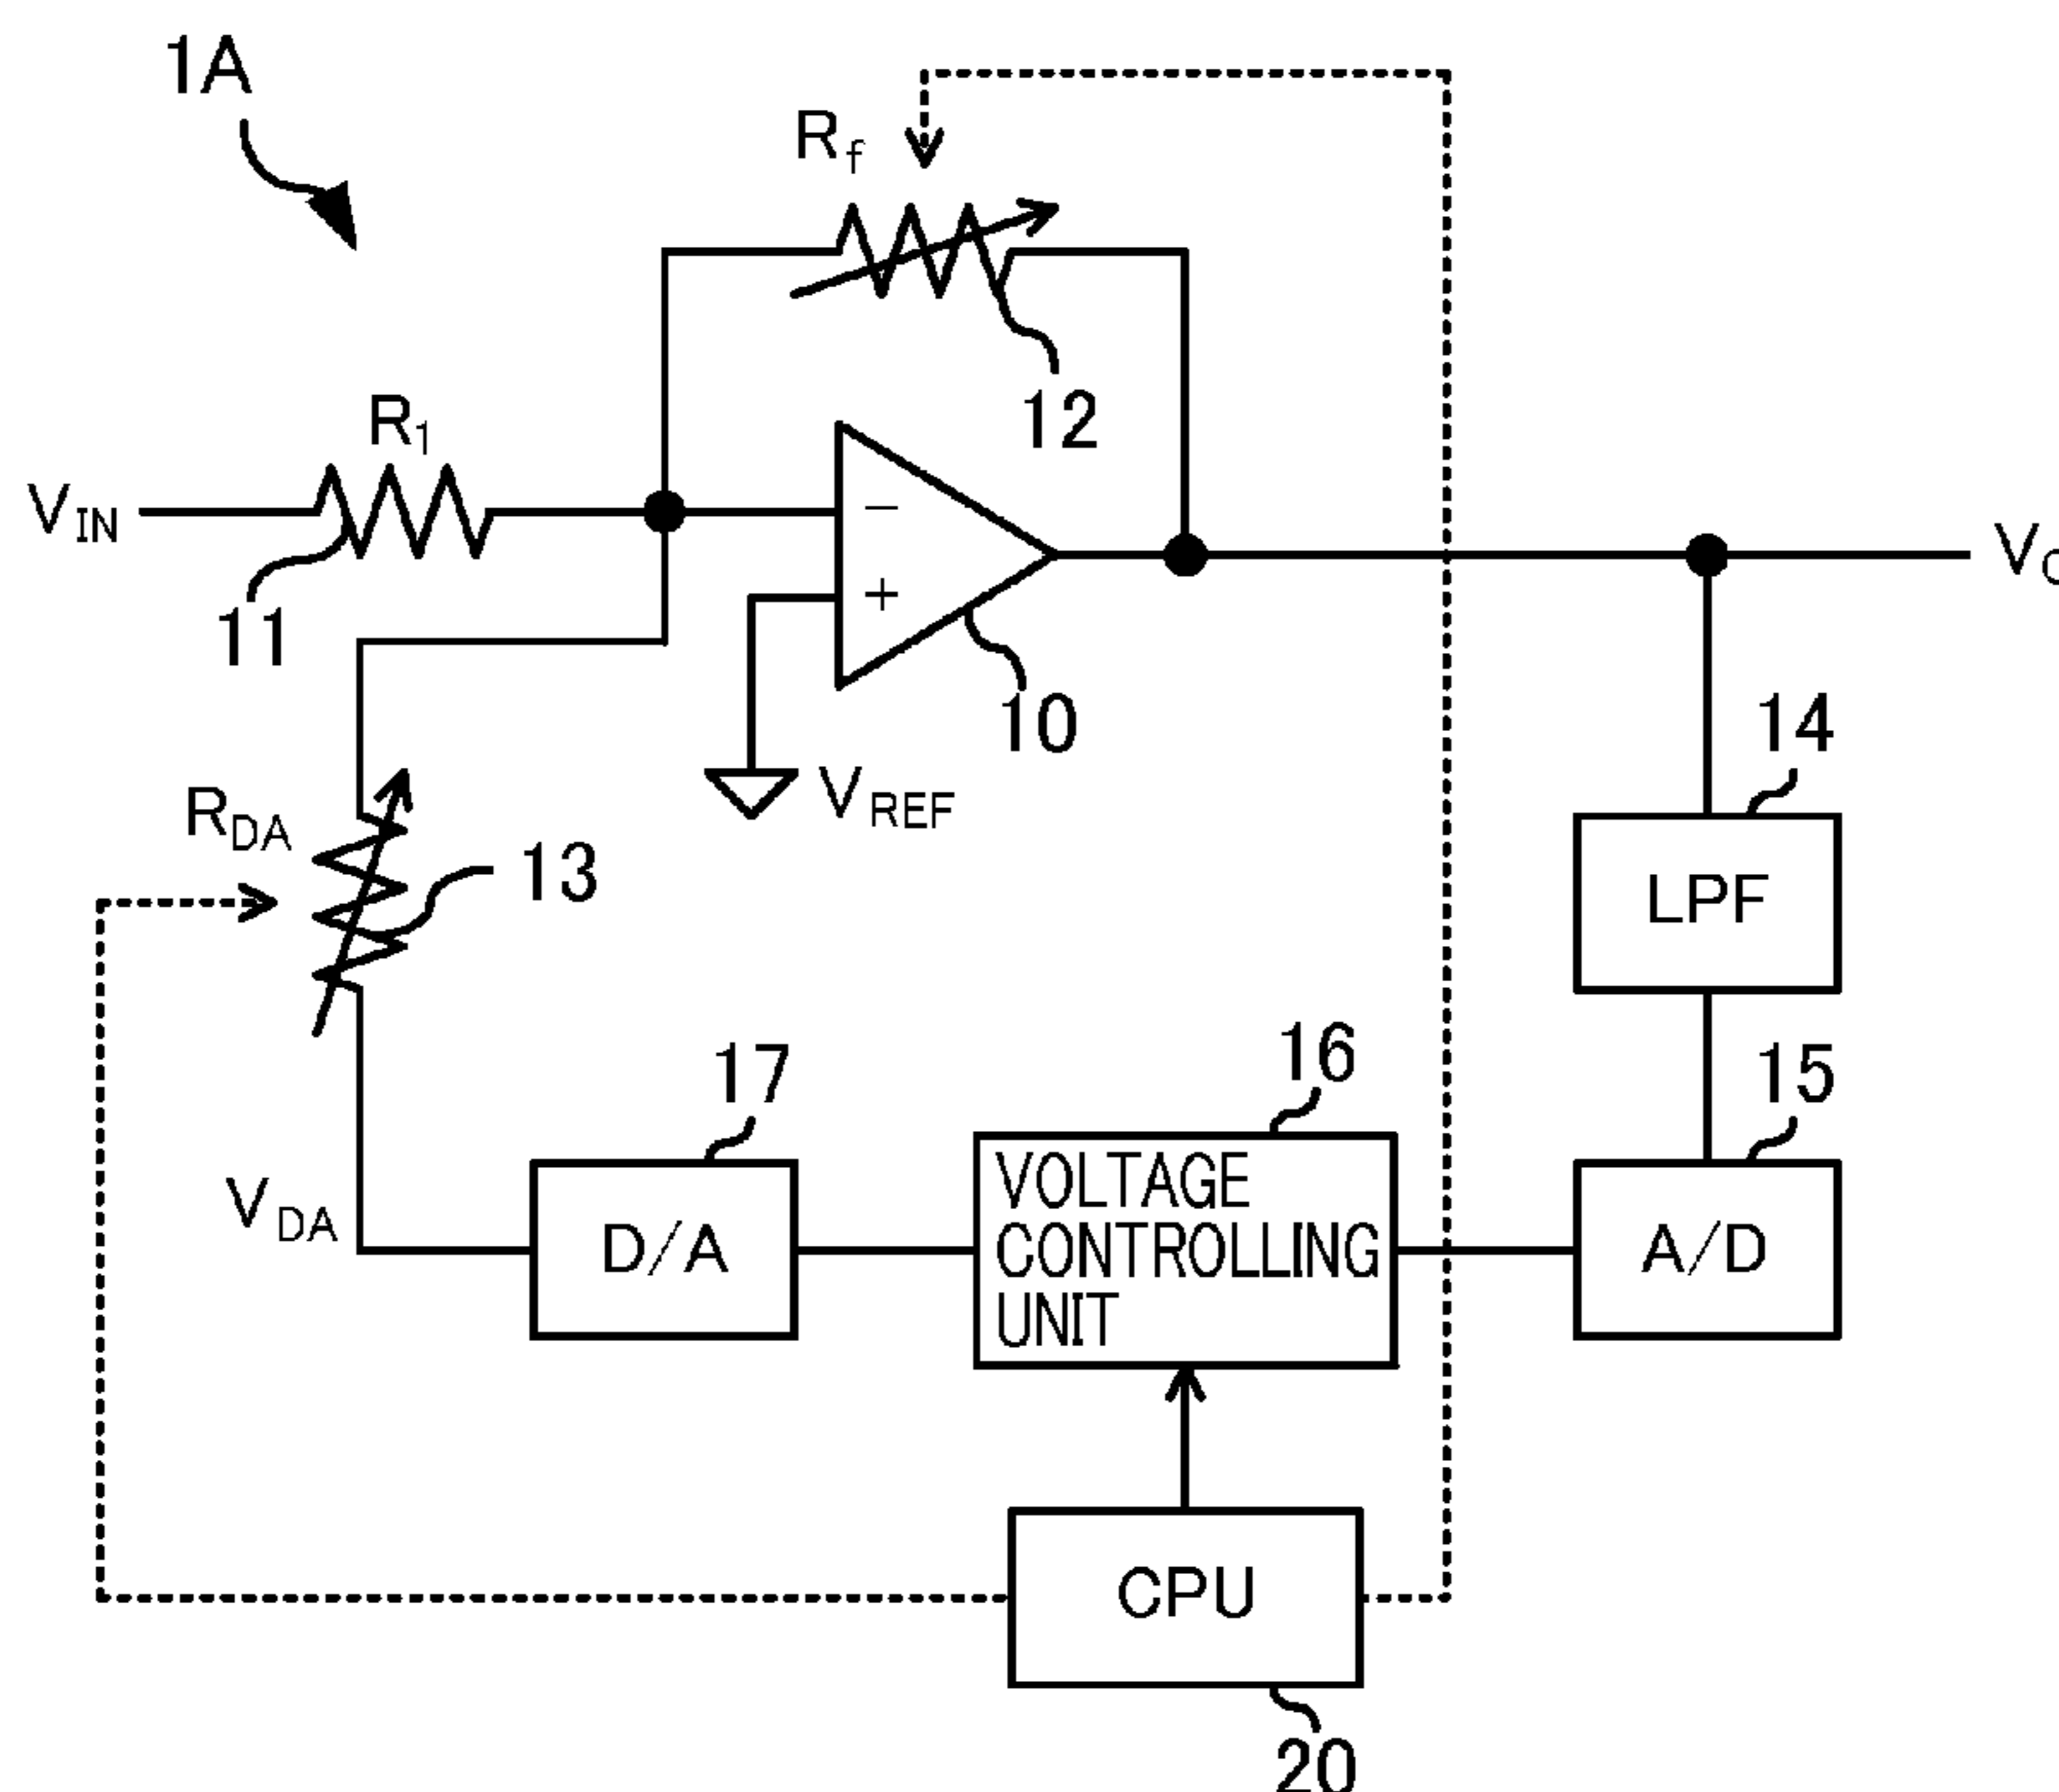 1A
Rf
12
R1
VIN
11
−
+
10
VREF
14
LPF
RDA
13
15
A/D
16
VOLTAGE
CONTROLLING
UNIT
17
D/A
VDA
CPU
20